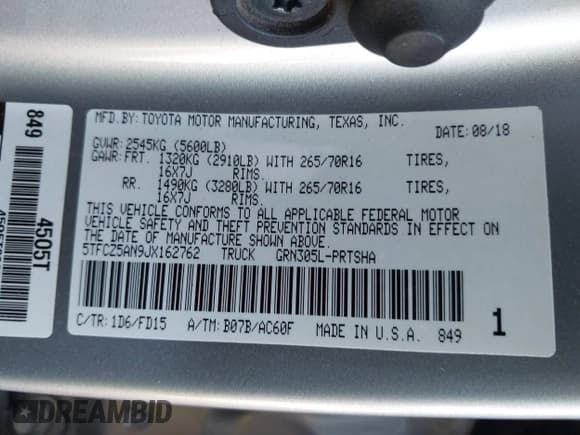 MFD.BY:TOYOTA MOTOR MANUFACTURING, TEXAS, INC.
DATE:08/18
GVWR:2545KG (5600LB)
GAWR:FRT. 1320KG (2910LB) WITH 265/70R16 TIRES,
16X7J RIMS.
RR. 1490KG (3280LB) WITH 265/70R16 TIRES,
16X7J RIMS.
THIS VEHICLE CONFORMS TO ALL APPLICABLE FEDERAL MOTOR
VEHICLE SAFETY AND THEFT PREVENTION STANDARDS IN EFFECT ON THE
DATE OF MANUFACTURE SHOWN ABOVE.
5TFCZ5AN9JX162762 TRUCK GRN305L-PRTSHA
C/TR:1D6/FD15 A/TM:B07B/AC60F MADE IN U.S.A. 849
1
849
4505T
DREAMBID